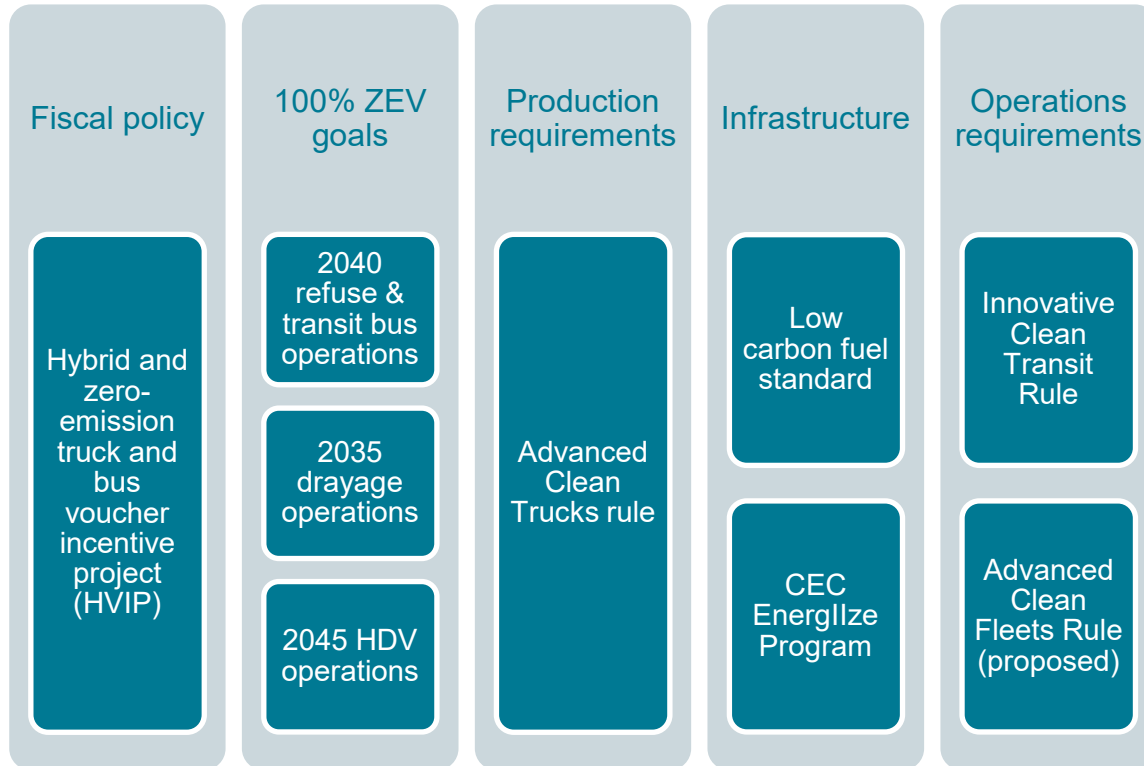 Fiscal policy
Hybrid and
zero-
emission
truck and
bus
voucher
incentive
project
(HVIP)
100% ZEV
goals
2040
refuse &
transit bus
operations
2035
drayage
operations
2045 HDV
operations
Production
requirements
Advanced
Clean
Trucks rule
Infrastructure
Low
carbon fuel
standard
CEC
EnergIIze
Program
Operations
requirements
Innovative
Clean
Transit
Rule
Advanced
Clean
Fleets Rule
(proposed)